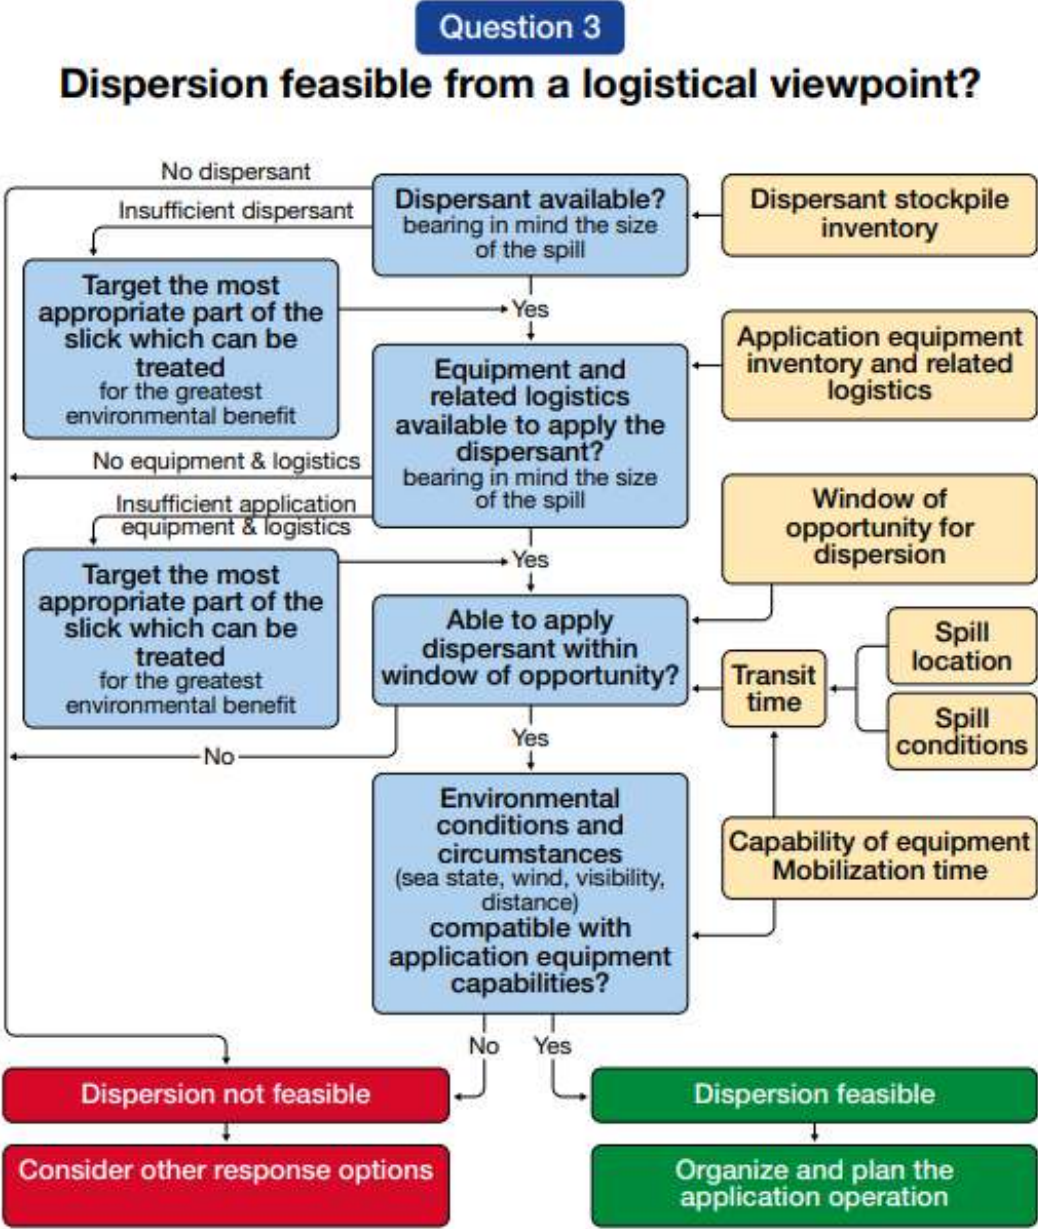 Question 3
Dispersion feasible from a logistical viewpoint?
No dispersant
Insufficient dispersant
Dispersant available?
bearing in mind the size
of the spill
Dispersant stockpile
inventory
Target the most
appropriate part of the
slick which can be
treated
for the greatest
environmental benefit
Yes
Equipment and
related logistics
available to apply the
dispersant?
bearing in mind the size
of the spill
Application equipment
inventory and related
logistics
No equipment & logistics
Insufficient application
equipment & logistics
Window of
opportunity for
dispersion
Target the most
appropriate part of the
slick which can be
treated
for the greatest
environmental benefit
Yes
Able to apply
dispersant within
window of opportunity?
Transit
time
Spill
location
Spill
conditions
No
Yes
Environmental
conditions and
circumstances
(sea state, wind, visibility,
distance)
compatible with
application equipment
capabilities?
Capability of equipment
Mobilization time
No
Yes
Dispersion not feasible
Dispersion feasible
Consider other response options
Organize and plan the
application operation